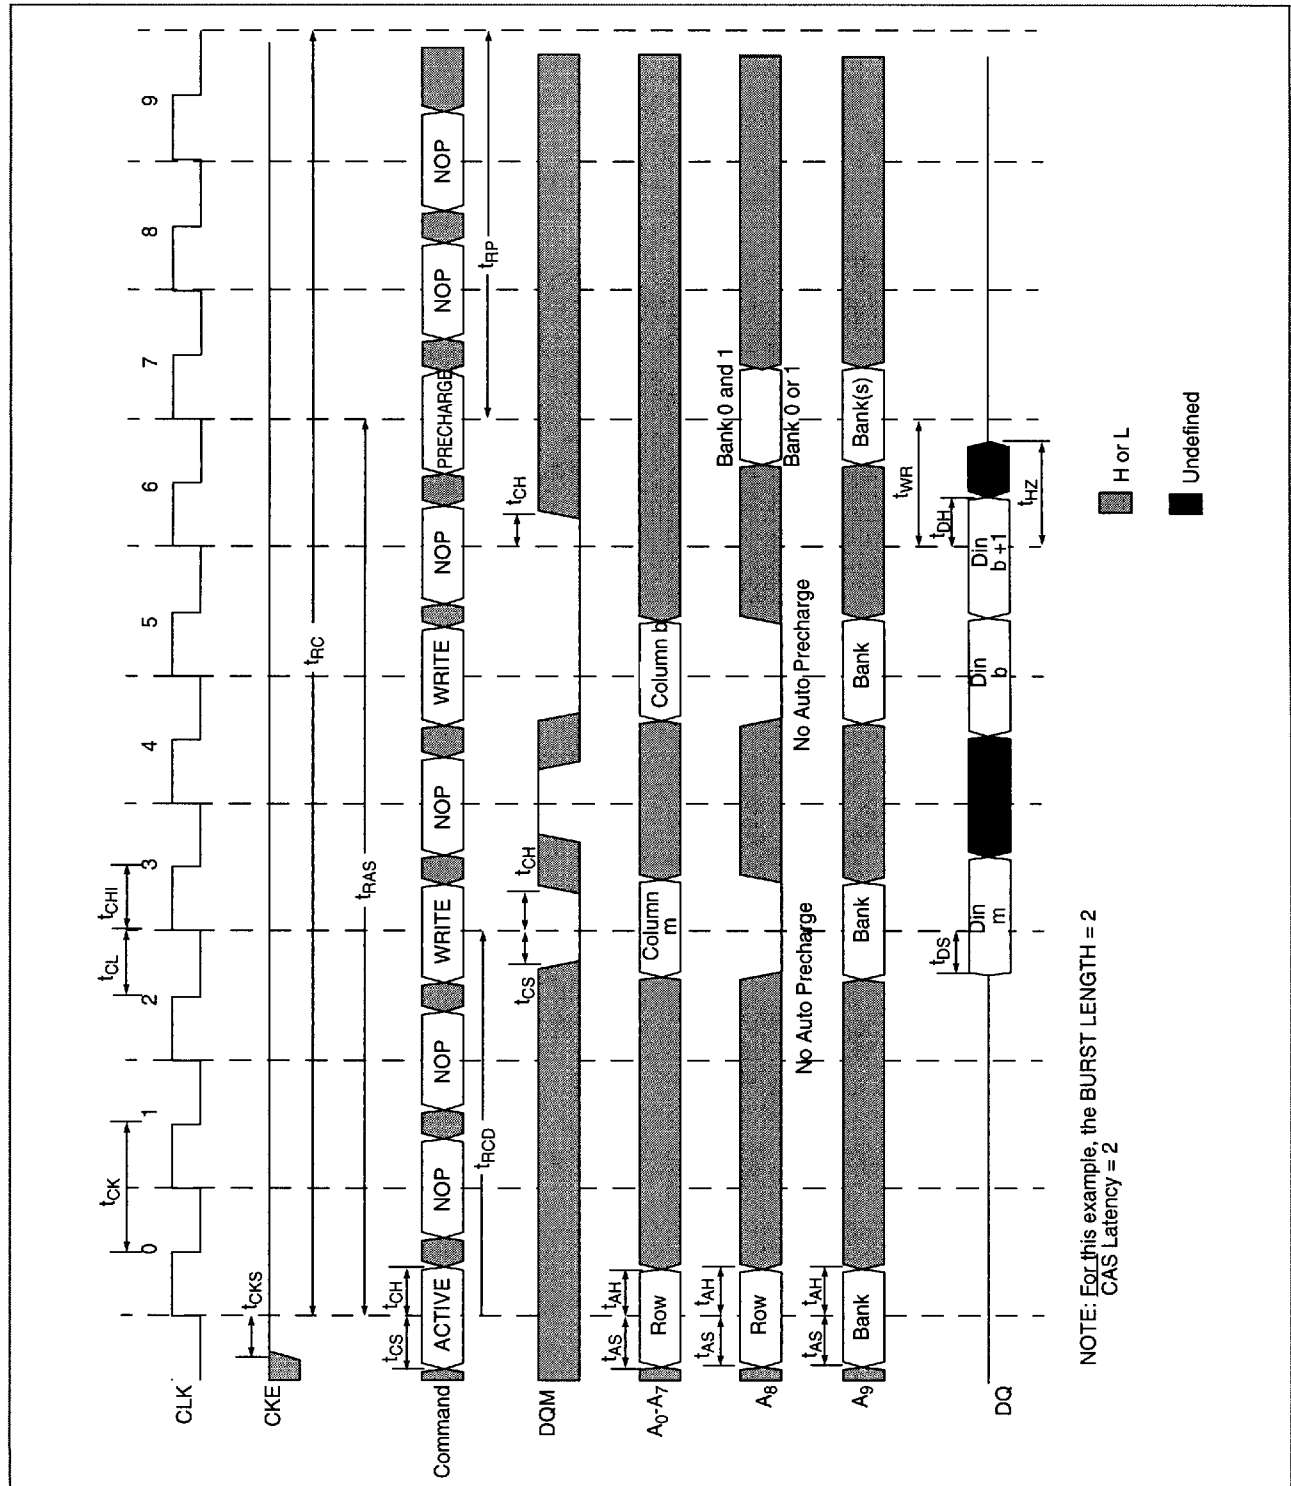 0 1 2 3 4 5 6 7 8 9
tCK tCL tCHI
CLK
tCKS
CKE
tRC
tRAS
Command ACTIVE NOP NOP WRITE NOP WRITE NOP PRECHARGE NOP NOP
tCS tCH
tRCD tRP
DQM
tCS tCH tCH
A0-A7 Row Column m Column b
tAS tAH
Bank 0 and 1
A8 Row
tAS tAH
No Auto Precharge No Auto Precharge Bank 0 or 1
A9 Bank Bank Bank Bank(s)
tAS tAH
tWR
tDS tDH
DQ Din m Din b Din b+1
tHZ
NOTE: For this example, the BURST LENGTH = 2
CAS Latency = 2
H or L
Undefined